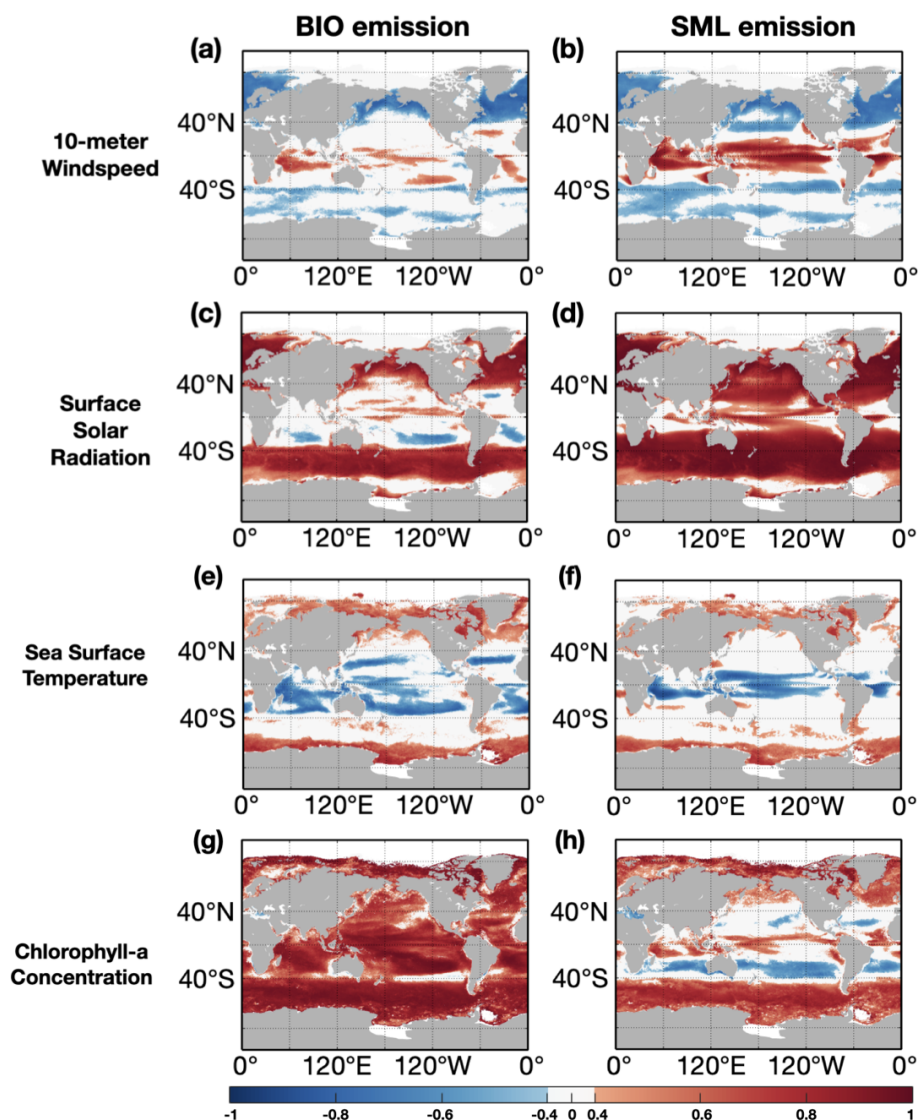 BIO emission
SML emission
(a)
(b)
10-meter
Windspeed
40°N
40°S
40°N
40°S
0° 120°E 120°W 0°
0° 120°E 120°W 0°
(c)
(d)
Surface
Solar
Radiation
40°N
40°S
40°N
40°S
0° 120°E 120°W 0°
0° 120°E 120°W 0°
(e)
(f)
Sea Surface
Temperature
40°N
40°S
40°N
40°S
0° 120°E 120°W 0°
0° 120°E 120°W 0°
(g)
(h)
Chlorophyll-a
Concentration
40°N
40°S
40°N
40°S
0° 120°E 120°W 0°
0° 120°E 120°W 0°
-1 -0.8 -0.6 -0.4 0 0.4 0.6 0.8 1